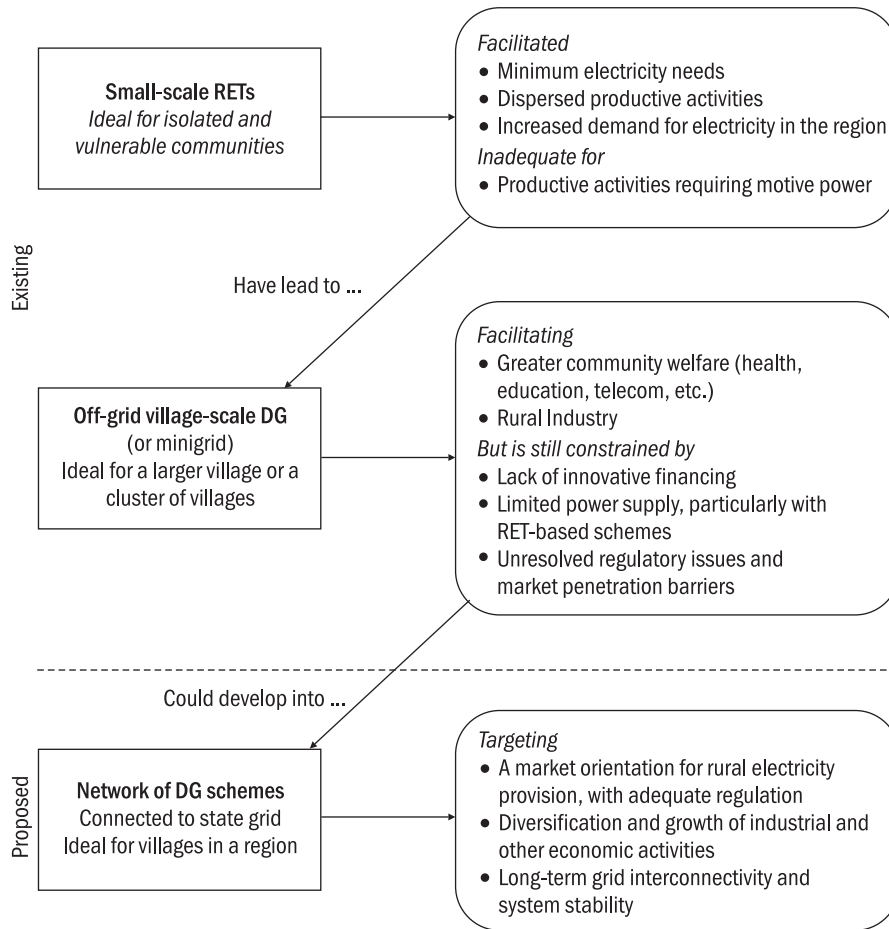 Small-scale RETs
Ideal for isolated and
vulnerable communities
Facilitated
• Minimum electricity needs
• Dispersed productive activities
• Increased demand for electricity in the region
Inadequate for
• Productive activities requiring motive power
Existing
Have lead to ...
Off-grid village-scale DG
(or minigrid)
Ideal for a larger village or a
cluster of villages
Facilitating
• Greater community welfare (health,
education, telecom, etc.)
• Rural Industry
But is still constrained by
• Lack of innovative financing
• Limited power supply, particularly with
RET-based schemes
• Unresolved regulatory issues and
market penetration barriers
Could develop into ...
Proposed
Network of DG schemes
Connected to state grid
Ideal for villages in a region
Targeting
• A market orientation for rural electricity
provision, with adequate regulation
• Diversification and growth of industrial and
other economic activities
• Long-term grid interconnectivity and
system stability